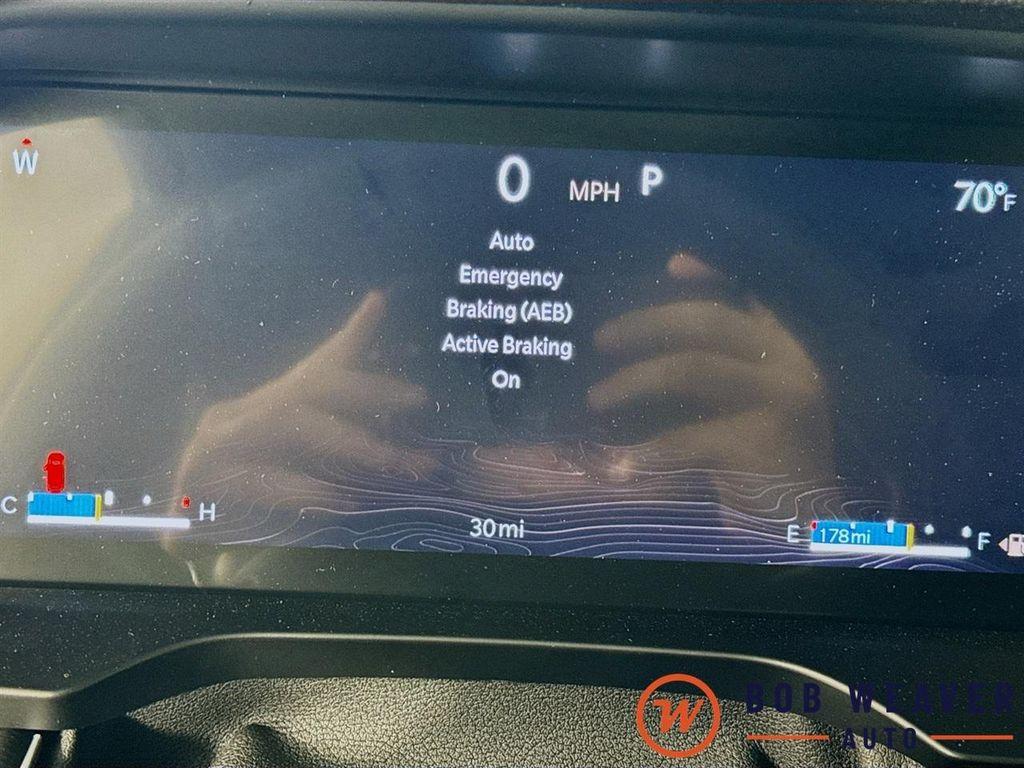 W
0 MPH P
70°F
Auto
Emergency
Braking (AEB)
Active Braking
On
C H
30mi
E 178mi F
W BOB WEAVER
AUTO